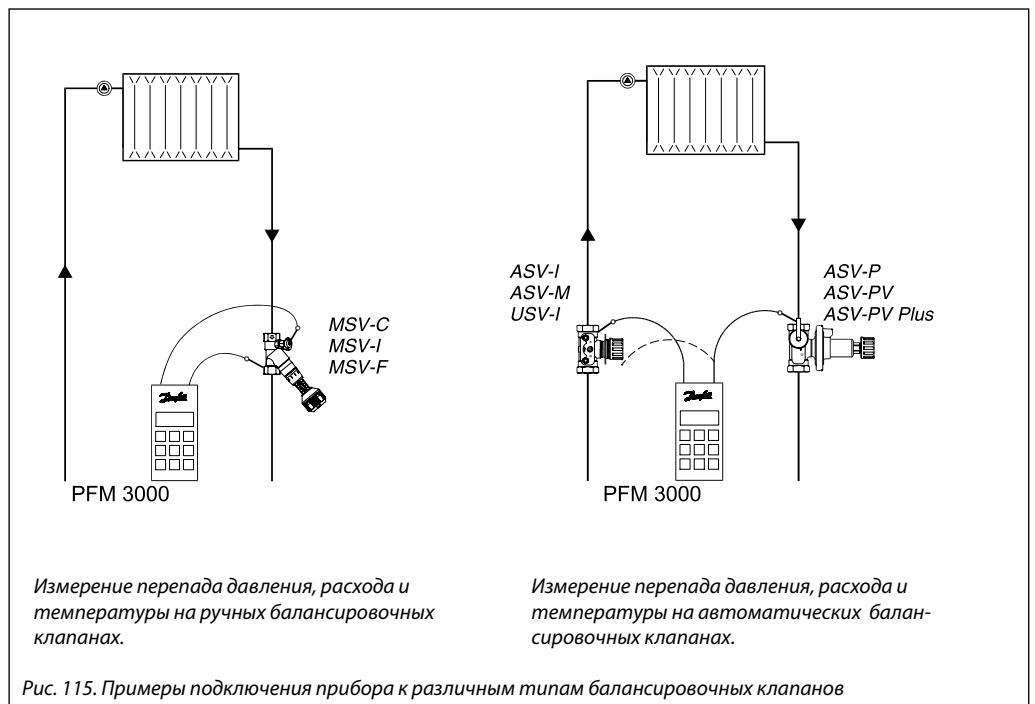 MSV-C
MSV-I
MSV-F
Danfoss
PFM 3000
ASV-I
ASV-M
USV-I
ASV-P
ASV-PV
ASV-PV Plus
Danfoss
PFM 3000
Измерение перепада давления, расхода и
температуры на ручных балансировочных
клапанах.
Измерение перепада давления, расхода и
температуры на автоматических балан-
сировочных клапанах.
Рис. 115. Примеры подключения прибора к различным типам балансировочных клапанов